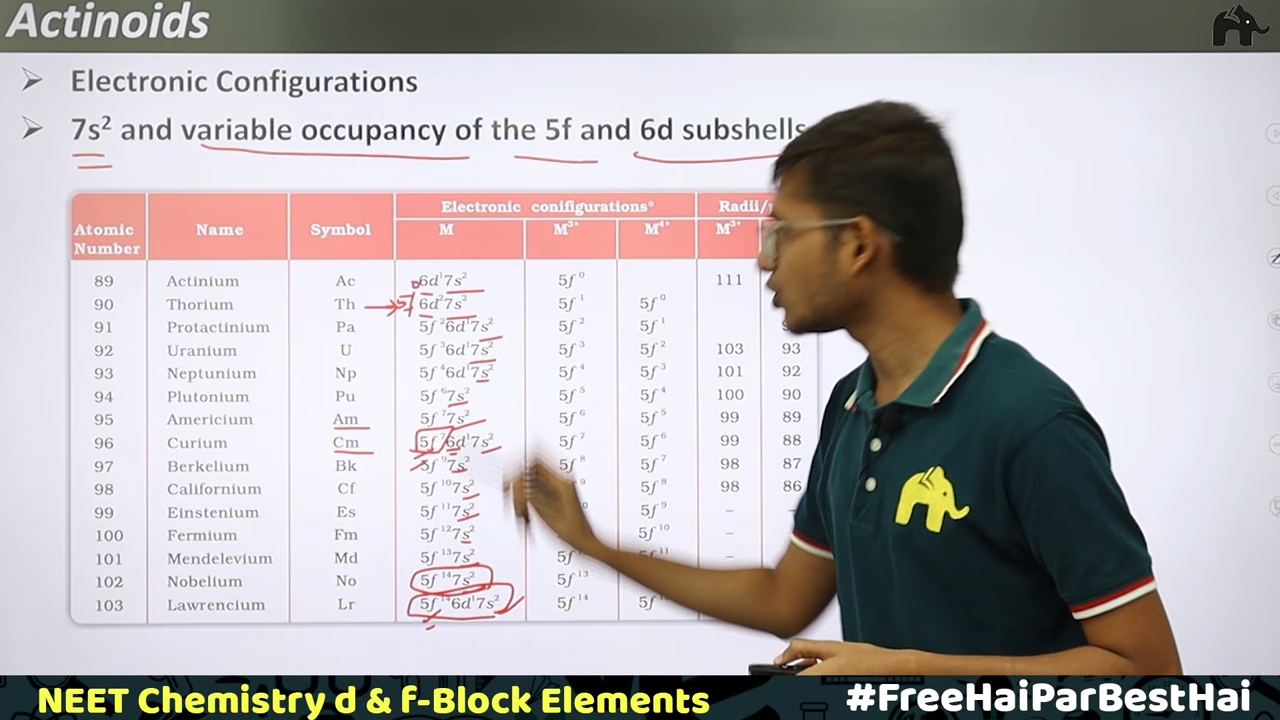 Actinoids
Electronic Configurations
7s² and variable occupancy of the 5f and 6d subshells
Atomic Number Name Symbol Electronic conifigurations* Radii/
M M³⁺ M⁴⁺ M³⁺
89 Actinium Ac 6d¹7s² 5f⁰ 111
90 Thorium Th → 5f⁰ 6d²7s² 5f¹ 5f⁰
91 Protactinium Pa 5f²6d¹7s² 5f² 5f¹
92 Uranium U 5f³6d¹7s² 5f³ 5f² 103 93
93 Neptunium Np 5f⁴6d¹7s² 5f⁴ 5f³ 101 92
94 Plutonium Pu 5f⁶7s² 5f⁵ 5f⁴ 100 90
95 Americium Am 5f⁷7s² 5f⁶ 5f⁵ 99 89
96 Curium Cm 5f⁷6d¹7s² 5f⁷ 5f⁶ 99 88
97 Berkelium Bk 5f⁹7s² 5f⁸ 5f⁷ 98 87
98 Californium Cf 5f¹⁰7s² 5f⁸ 98 86
99 Einstenium Es 5f¹¹7s² 5f⁹ –
100 Fermium Fm 5f¹²7s² 5f¹⁰ –
101 Mendelevium Md 5f¹³7s² –
102 Nobelium No 5f¹⁴7s² 5f¹³
103 Lawrencium Lr 5f¹⁴6d¹7s² 5f¹⁴
NEET Chemistry d & f-Block Elements
#FreeHaiParBestHai